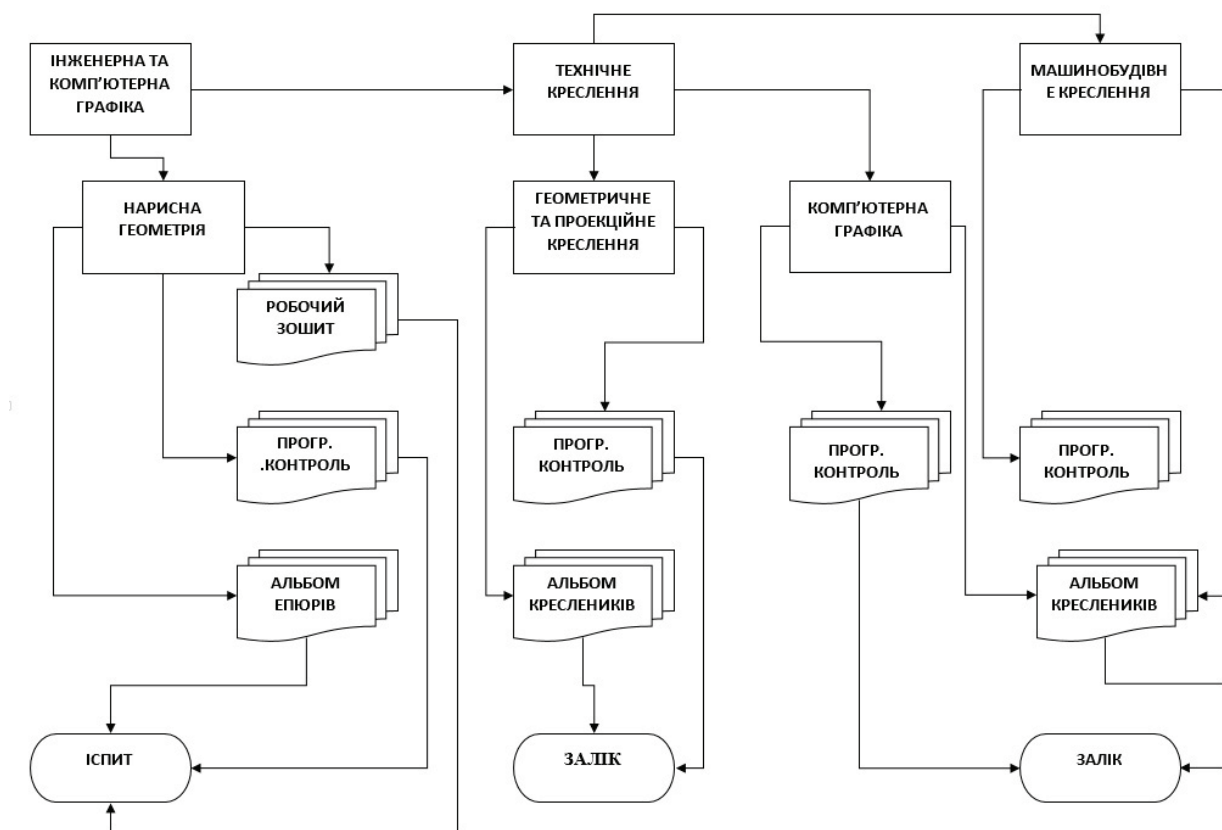 ІНЖЕНЕРНА ТА
КОМП'ЮТЕРНА
ГРАФІКА
ТЕХНІЧНЕ
КРЕСЛЕННЯ
МАШИНОБУДІВН
Е КРЕСЛЕННЯ
НАРИСНА
ГЕОМЕТРІЯ
ГЕОМЕТРИЧНЕ
ТА ПРОЕКЦІЙНЕ
КРЕСЛЕННЯ
КОМП'ЮТЕРНА
ГРАФІКА
РОБОЧИЙ
ЗОШИТ
ПРОГР.
.КОНТРОЛЬ
ПРОГР.
КОНТРОЛЬ
ПРОГР.
КОНТРОЛЬ
ПРОГР.
КОНТРОЛЬ
АЛЬБОМ
ЕПЮРІВ
АЛЬБОМ
КРЕСЛЕНИКІВ
АЛЬБОМ
КРЕСЛЕНИКІВ
ІСПИТ
ЗАЛІК
ЗАЛІК